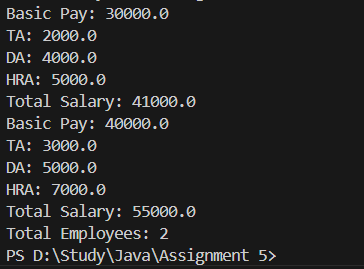 Basic Pay: 30000.0
TA: 2000.0
DA: 4000.0
HRA: 5000.0
Total Salary: 41000.0
Basic Pay: 40000.0
TA: 3000.0
DA: 5000.0
HRA: 7000.0
Total Salary: 55000.0
Total Employees: 2
PS D:\Study\Java\Assignment 5>